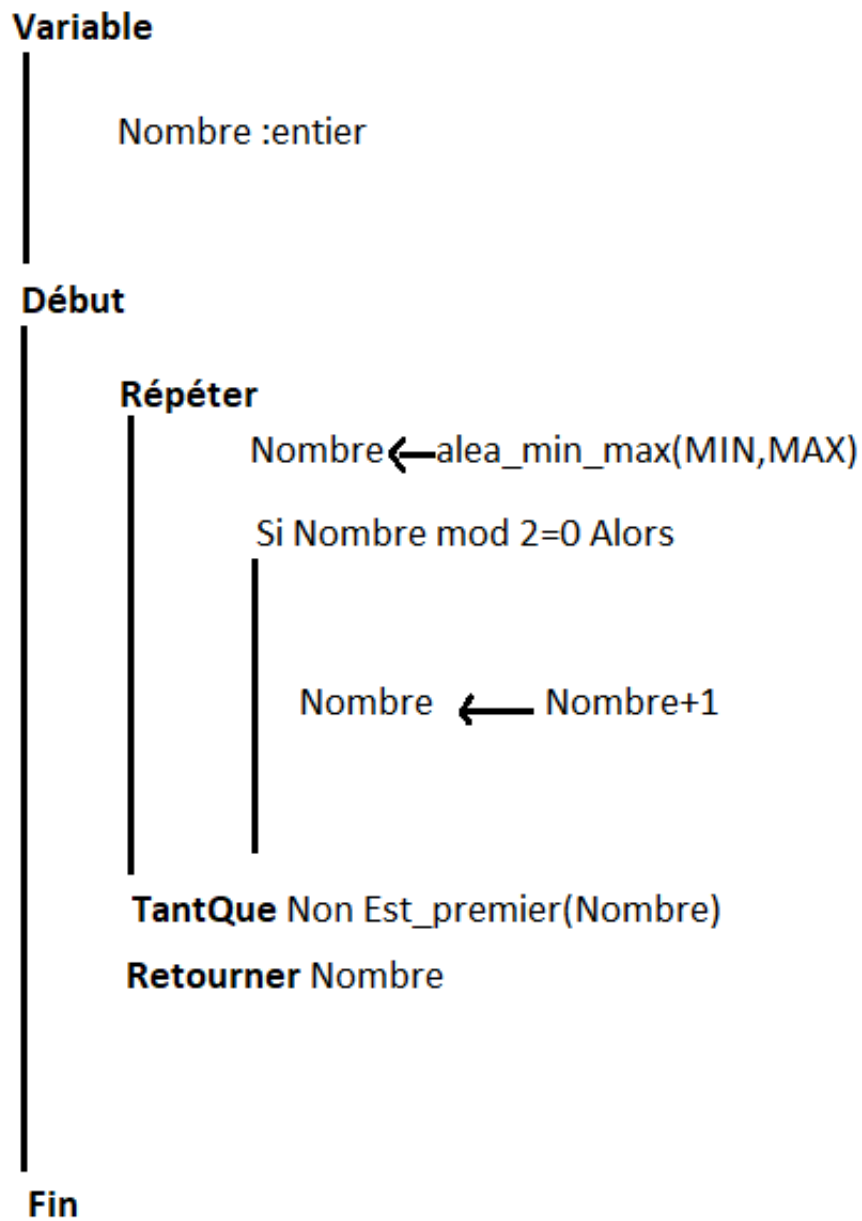 Variable
Nombre :entier
Début
Répéter
Nombre←alea_min_max(MIN,MAX)
Si Nombre mod 2=0 Alors
Nombre ← Nombre+1
TantQue Non Est_premier(Nombre)
Retourner Nombre
Fin